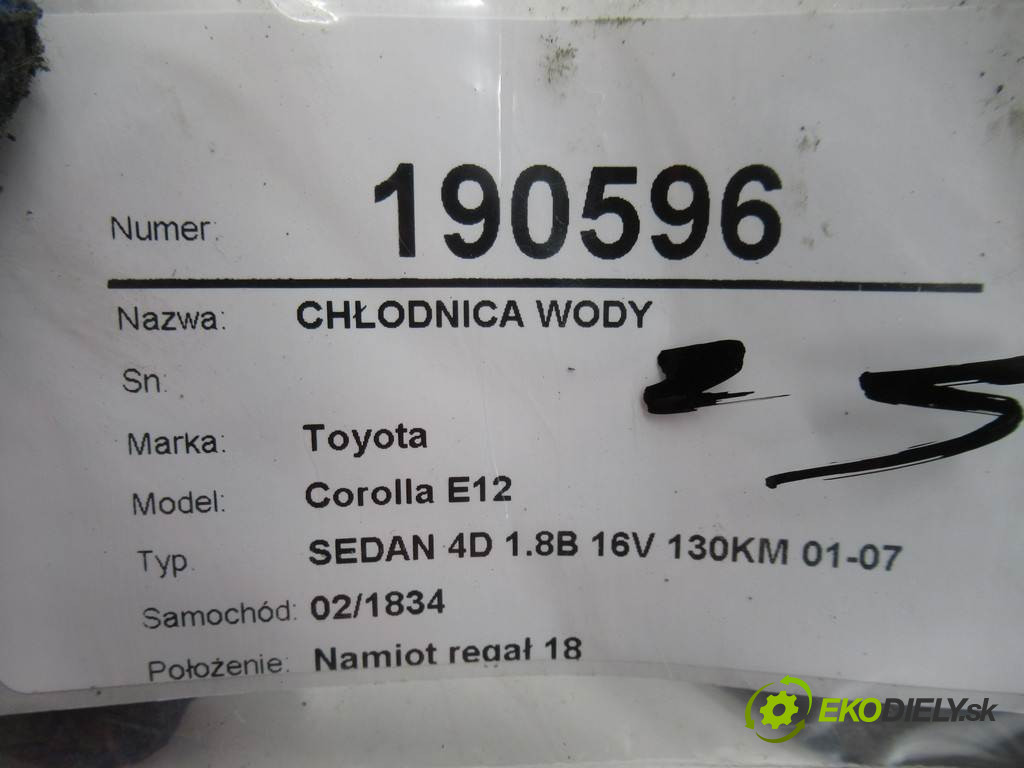 Numer: 190596
Nazwa: CHŁODNICA WODY
Sn:
Marka: Toyota
Model: Corolla E12
Typ. SEDAN 4D 1.8B 16V 130KM 01-07
Samochód: 02/1834
Położenie: Namiot regał 18
EKODIELY.sk